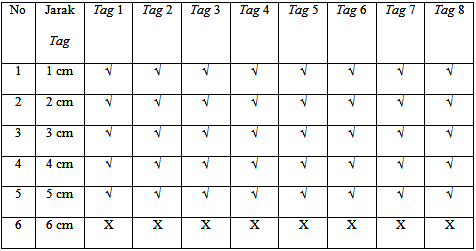 No Jarak Tag Tag 1 Tag 2 Tag 3 Tag 4 Tag 5 Tag 6 Tag 7 Tag 8
1 1 cm √ √ √ √ √ √ √ √
2 2 cm √ √ √ √ √ √ √ √
3 3 cm √ √ √ √ √ √ √ √
4 4 cm √ √ √ √ √ √ √ √
5 5 cm √ √ √ √ √ √ √ √
6 6 cm X X X X X X X X